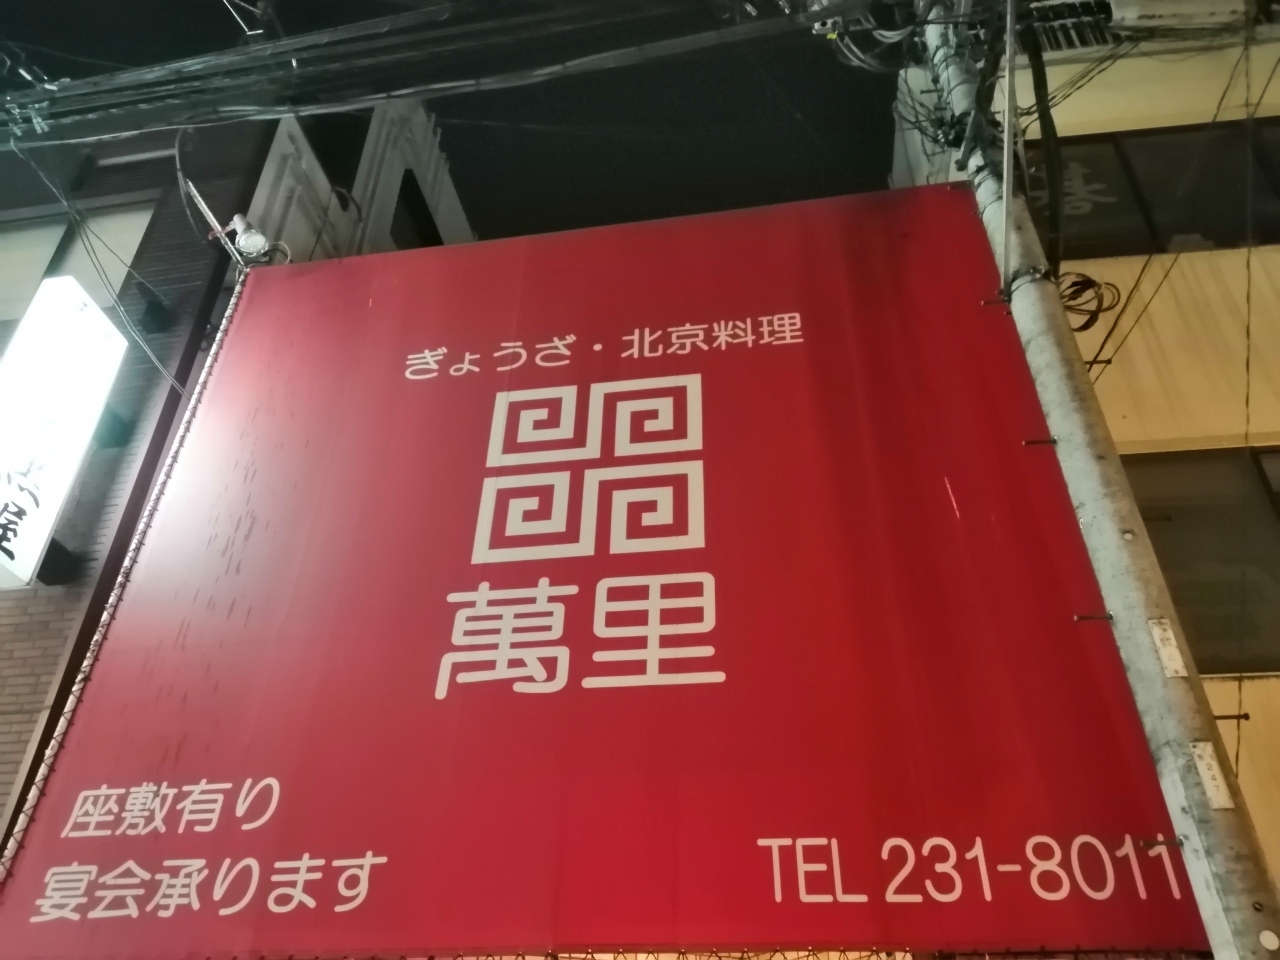 ぎょうざ・北京料理
萬里
座敷有り
宴会承ります
TEL 231-8011
247